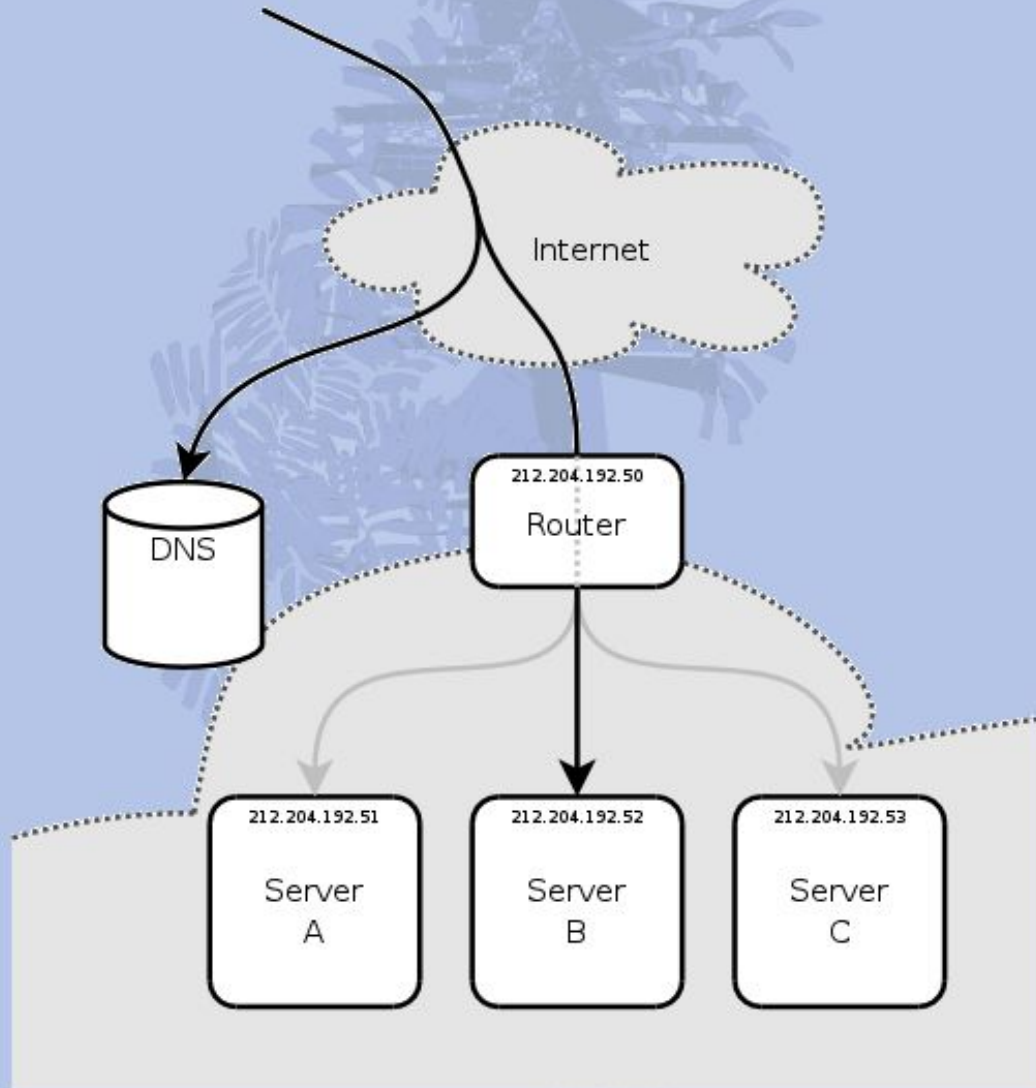 Internet
212.204.192.50
Router
DNS
212.204.192.51
Server
A
212.204.192.52
Server
B
212.204.192.53
Server
C